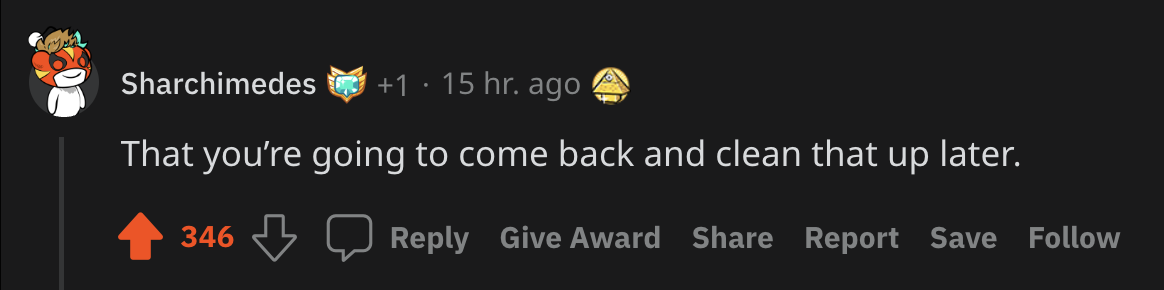 Sharchimedes +1 · 15 hr. ago
That you’re going to come back and clean that up later.
346 Reply Give Award Share Report Save Follow